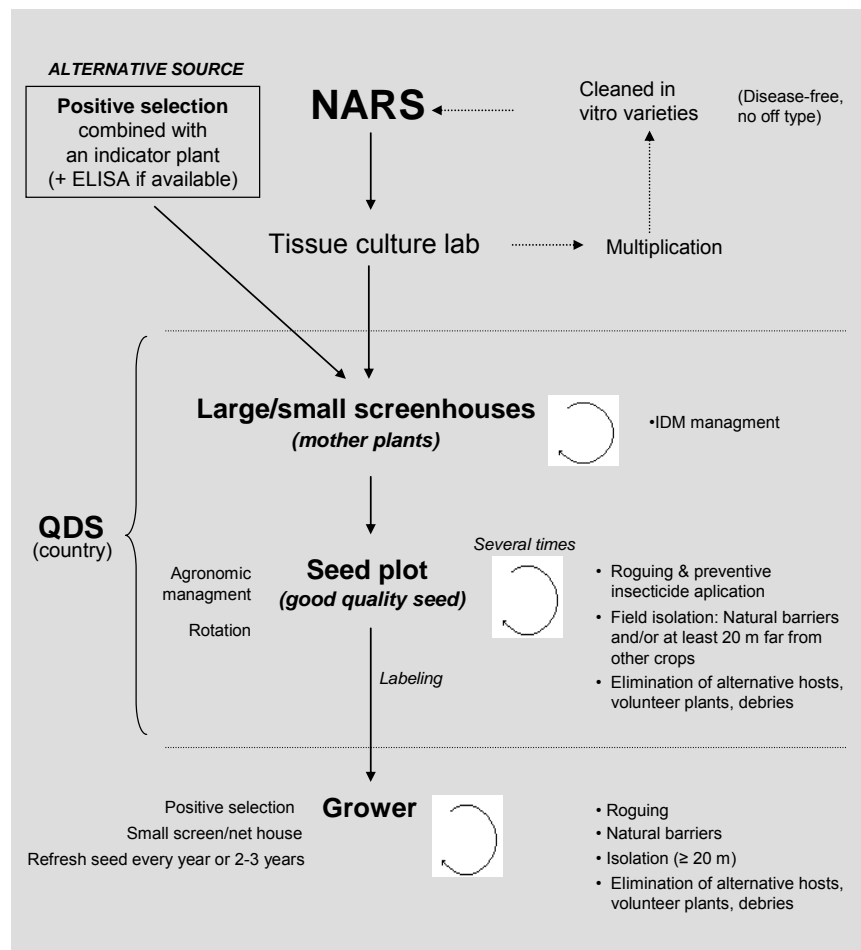 ALTERNATIVE SOURCE
Positive selection
combined with
an indicator plant
(+ ELISA if available)
NARS
Cleaned in
vitro varieties
(Disease-free,
no off type)
Tissue culture lab
Multiplication
Large/small screenhouses
(mother plants)
•IDM managment
QDS
(country)
Several times
Agronomic
managment
Rotation
Seed plot
(good quality seed)
• Roguing & preventive
insecticide aplication
• Field isolation: Natural barriers
and/or at least 20 m far from
other crops
• Elimination of alternative hosts,
volunteer plants, debries
Labeling
Positive selection
Small screen/net house
Refresh seed every year or 2-3 years
Grower
• Roguing
• Natural barriers
• Isolation (≥ 20 m)
• Elimination of alternative hosts,
volunteer plants, debries